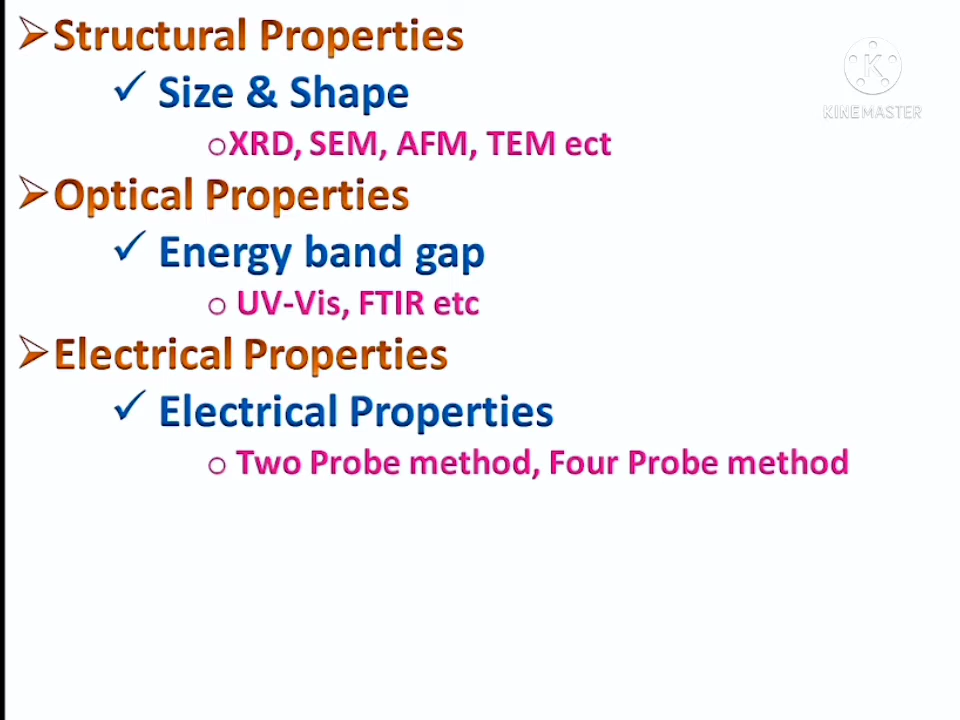 Structural Properties
Size & Shape
XRD, SEM, AFM, TEM ect
Optical Properties
Energy band gap
UV-Vis, FTIR etc
Electrical Properties
Electrical Properties
Two Probe method, Four Probe method
K
KINEMASTER